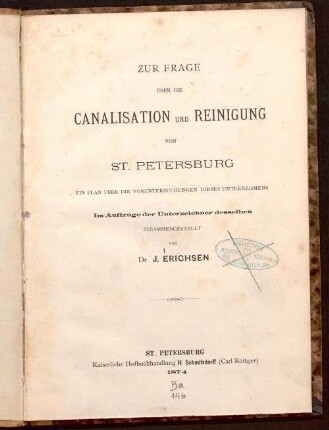 ZUR FRAGE
ÜBER DIE
CANALISATION UND REINIGUNG
VON
ST. PETERSBURG
EIN PLAN ÜBER DIE VORUNTERSUCHUNGEN DIESES UNTERNEHMENS
Im Auftrage der Unterzeichner desselben
ZUSAMMENGESTELLT
VON
Dr. J. ERICHSEN
ST. PETERSBURG
Kaiserliche Hofbuchhandlung H. Schmitzdorff (Carl Röttger)
1874
Ba
146